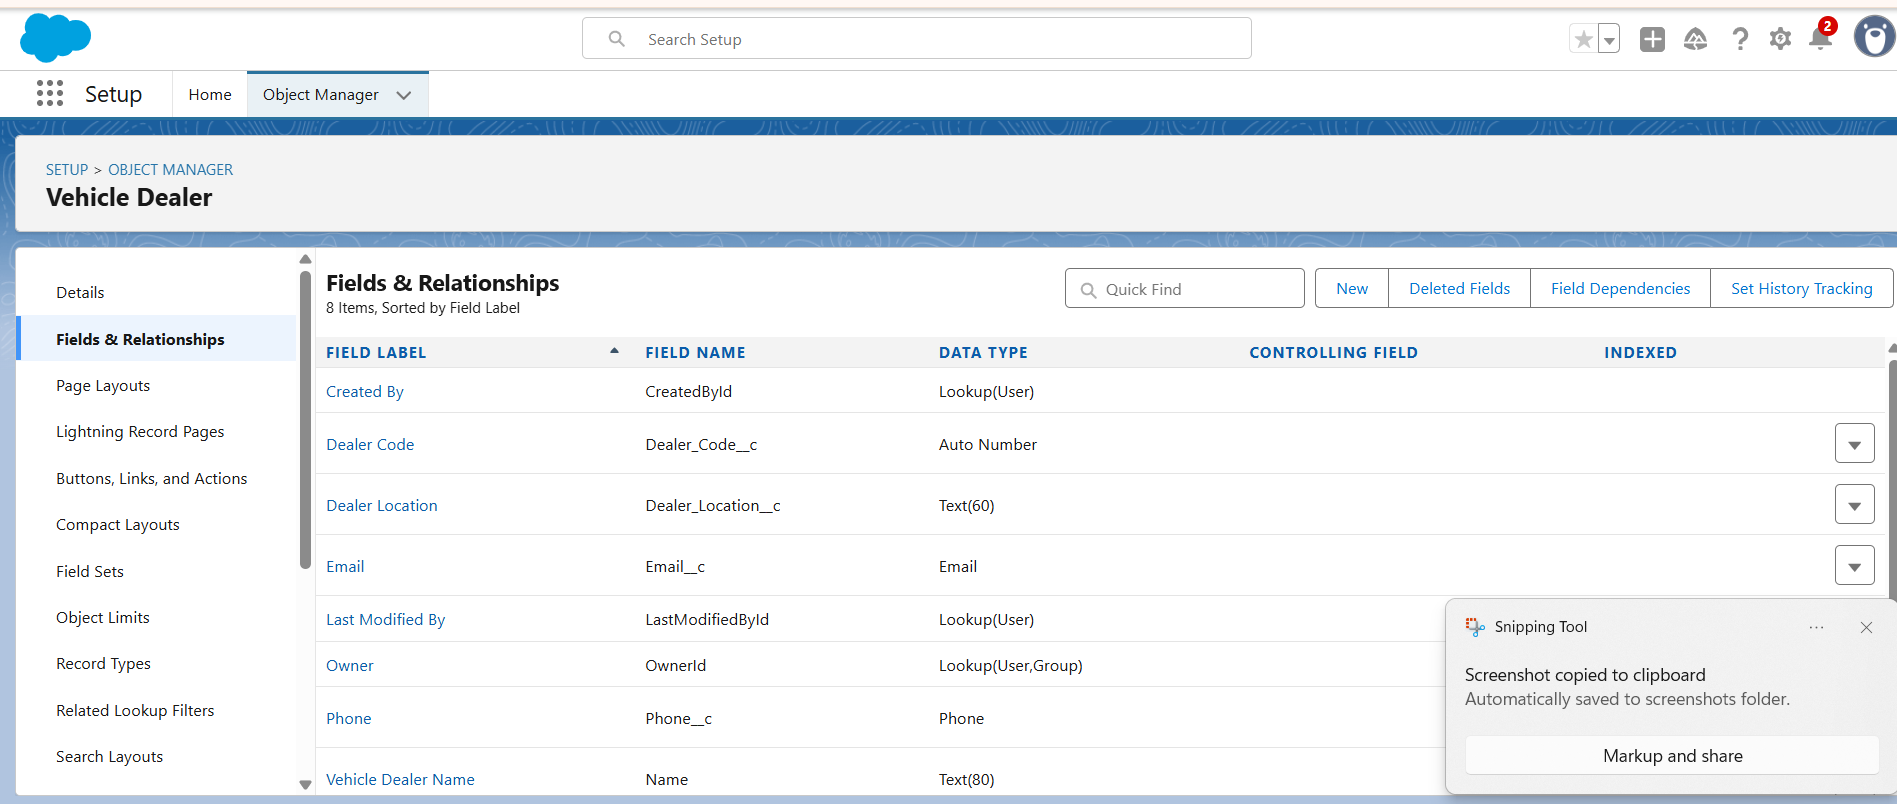 Search Setup
2
Setup
Home
Object Manager
SETUP > OBJECT MANAGER
Vehicle Dealer
Details
Fields & Relationships
Page Layouts
Lightning Record Pages
Buttons, Links, and Actions
Compact Layouts
Field Sets
Object Limits
Record Types
Related Lookup Filters
Search Layouts
Fields & Relationships
8 Items, Sorted by Field Label
Quick Find
New
Deleted Fields
Field Dependencies
Set History Tracking
FIELD LABEL FIELD NAME DATA TYPE CONTROLLING FIELD INDEXED
Created By CreatedById Lookup(User)
Dealer Code Dealer_Code__c Auto Number
Dealer Location Dealer_Location__c Text(60)
Email Email__c Email
Last Modified By LastModifiedById Lookup(User)
Owner OwnerId Lookup(User,Group)
Phone Phone__c Phone
Vehicle Dealer Name Name Text(80)
Snipping Tool
Screenshot copied to clipboard
Automatically saved to screenshots folder.
Markup and share